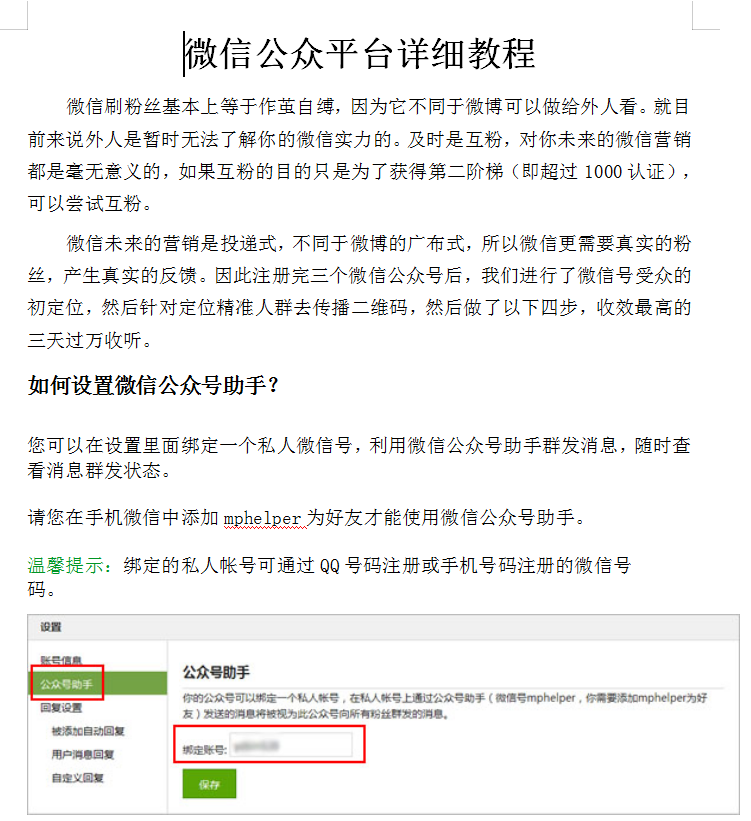 微信公众平台详细教程
微信刷粉丝基本上等于作茧自缚，因为它不同于微博可以做给外人看。就目
前来说外人是暂时无法了解你的微信实力的。及时是互粉，对你未来的微信营销
都是毫无意义的，如果互粉的目的只是为了获得第二阶梯（即超过 1000 认证），
可以尝试互粉。
微信未来的营销是投递式，不同于微博的广布式，所以微信更需要真实的粉
丝，产生真实的反馈。因此注册完三个微信公众号后，我们进行了微信号受众的
初定位，然后针对定位精准人群去传播二维码，然后做了以下四步，收效最高的
三天过万收听。
如何设置微信公众号助手？
您可以在设置里面绑定一个私人微信号，利用微信公众号助手群发消息，随时查
看消息群发状态。
请您在手机微信中添加 mphelper 为好友才能使用微信公众号助手。
温馨提示：绑定的私人帐号可通过 QQ 号码注册或手机号码注册的微信号
码。
设置
账号信息
公众号助手
公众号助手
你的公众号可以绑定一个私人帐号，在私人帐号上通过公众号助手（微信号mphelper，你需要添加mphelper为好
友）发送的消息将被视为此公众号向所有粉丝群发的消息。
回复设置
被添加自动回复
用户消息回复
绑定账号:
自定义回复
保存